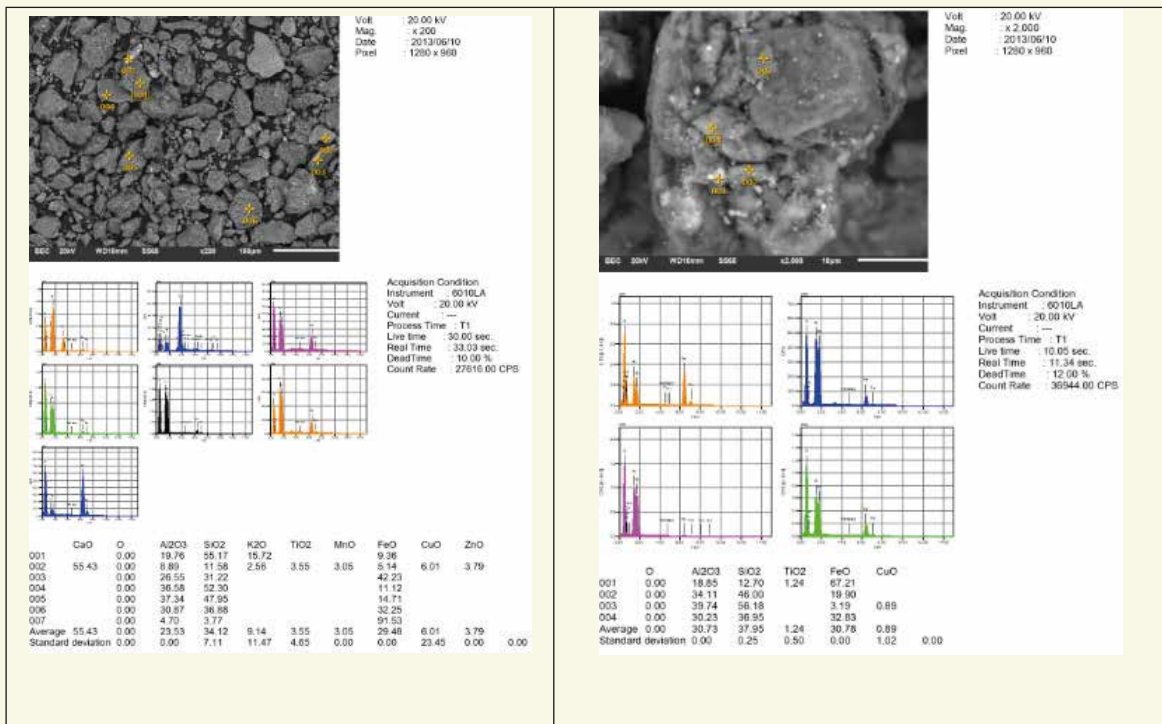 Volt : 20.00 kV
Mag. : x 200
Date : 2013/06/10
Pixel : 1280 x 960
BEC 20kV WD10mm SS65 x200 100µm
Acquisition Condition
Instrument : 6010LA
Volt : 20.00 kV
Current : ---
Process Time : T1
Live time : 30.00 sec.
Real Time : 33.03 sec.
DeadTime : 10.00 %
Count Rate : 27616.00 CPS
CaO O Al2O3 SiO2 K2O TiO2 MnO FeO CuO ZnO
001 0.00 19.76 55.17 15.72 9.36
002 55.43 0.00 8.89 11.58 2.56 3.55 3.05 5.14 6.01 3.79
003 0.00 26.55 31.22 42.23
004 0.00 36.58 52.30 11.12
005 0.00 37.34 47.95 14.71
006 0.00 30.87 36.88 32.25
007 0.00 4.70 3.77 91.53
Average 55.43 0.00 23.53 34.12 9.14 3.55 3.05 29.48 6.01 3.79
Standard deviation 0.00 0.00 7.11 11.47 4.65 0.00 0.00 23.45 0.00 0.00
Volt : 20.00 kV
Mag. : x 2,000
Date : 2013/06/10
Pixel : 1280 x 960
BEC 20kV WD10mm SS65 x2,000 10µm
Acquisition Condition
Instrument : 6010LA
Volt : 20.00 kV
Current : ---
Process Time : T1
Live time : 10.05 sec.
Real Time : 11.34 sec.
DeadTime : 12.00 %
Count Rate : 36944.00 CPS
O Al2O3 SiO2 TiO2 FeO CuO
001 0.00 18.85 12.70 1.24 67.21
002 0.00 34.11 46.00 19.90
003 0.00 39.74 56.18 3.19 0.89
004 0.00 30.23 36.95 32.83
Average 0.00 30.73 37.95 1.24 30.78 0.89
Standard deviation 0.00 0.25 0.50 0.00 1.02 0.00